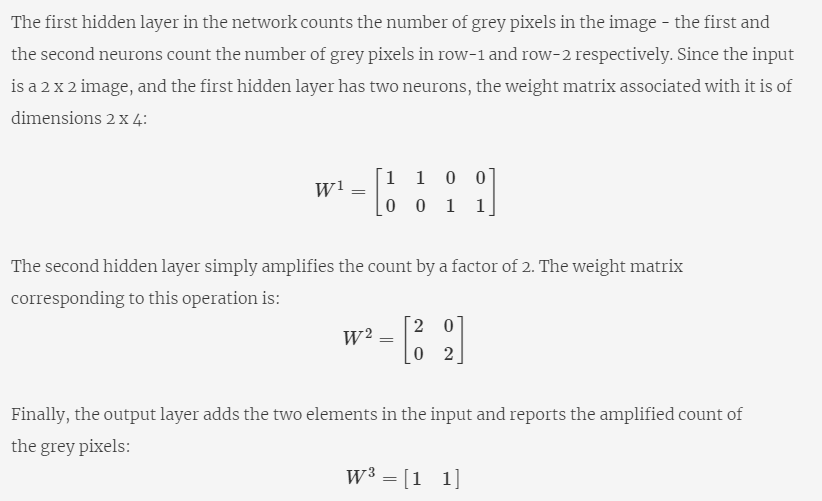 The first hidden layer in the network counts the number of grey pixels in the image - the first and
the second neurons count the number of grey pixels in row-1 and row-2 respectively. Since the input
is a 2 x 2 image, and the first hidden layer has two neurons, the weight matrix associated with it is of
dimensions 2 x 4:
W¹ = [1 1 0 0
0 0 1 1]
The second hidden layer simply amplifies the count by a factor of 2. The weight matrix
corresponding to this operation is:
W² = [2 0
0 2]
Finally, the output layer adds the two elements in the input and reports the amplified count of
the grey pixels:
W³ = [1 1]